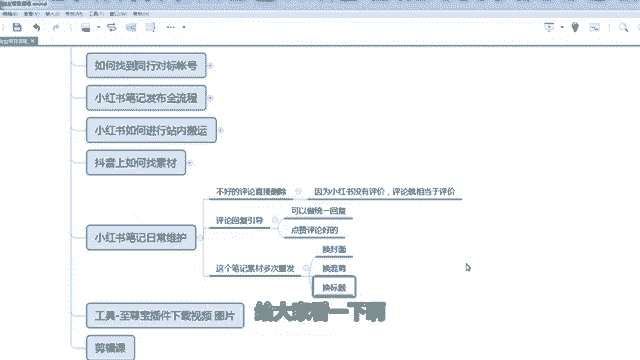 如何找到同行对标帐号
小红书笔记发布全流程
小红书如何进行站内搬运
抖音上如何找素材
不好的评论直接删除
因为小红书没有评价，评论就相当于评价
评论回复引导
可以做统一回复
点赞评论好的
小红书笔记日常维护
这个笔记素材多次重发
换封面
换混剪
换标题
工具-至尊宝插件下载视频 图片
给大家看一下啊
剪辑课